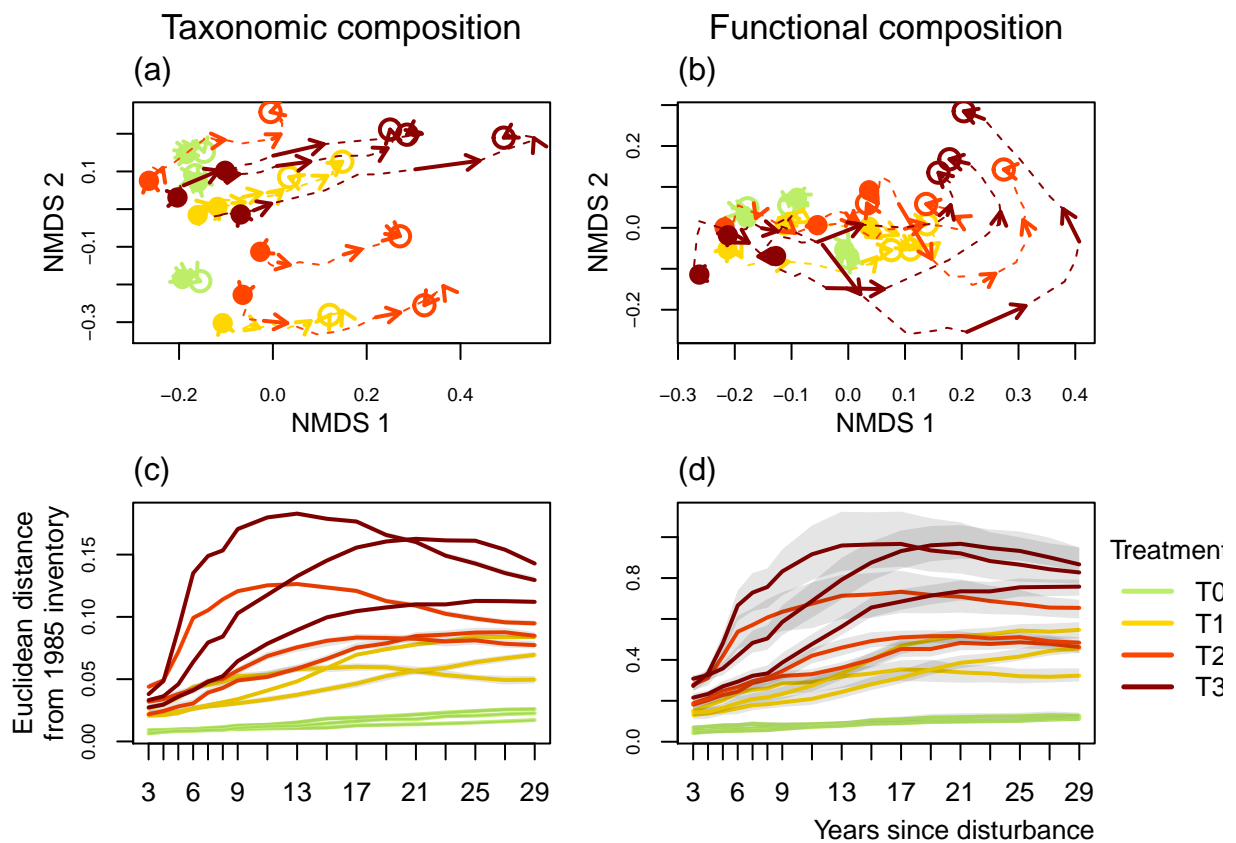 Taxonomic composition
Functional composition
(a)
(b)
NMDS 2
−0.3
−0.1
0.1
−0.2
0.0
0.2
0.4
NMDS 1
NMDS 2
−0.2
0.0
0.2
−0.3
−0.2
−0.1
0.0
0.1
0.2
0.3
0.4
NMDS 1
(c)
(d)
Euclidean distance
from 1985 inventory
0.00
0.05
0.10
0.15
3
6
9
13
17
21
25
29
0.0
0.4
0.8
3
6
9
13
17
21
25
29
Years since disturbance
Treatment
T0
T1
T2
T3